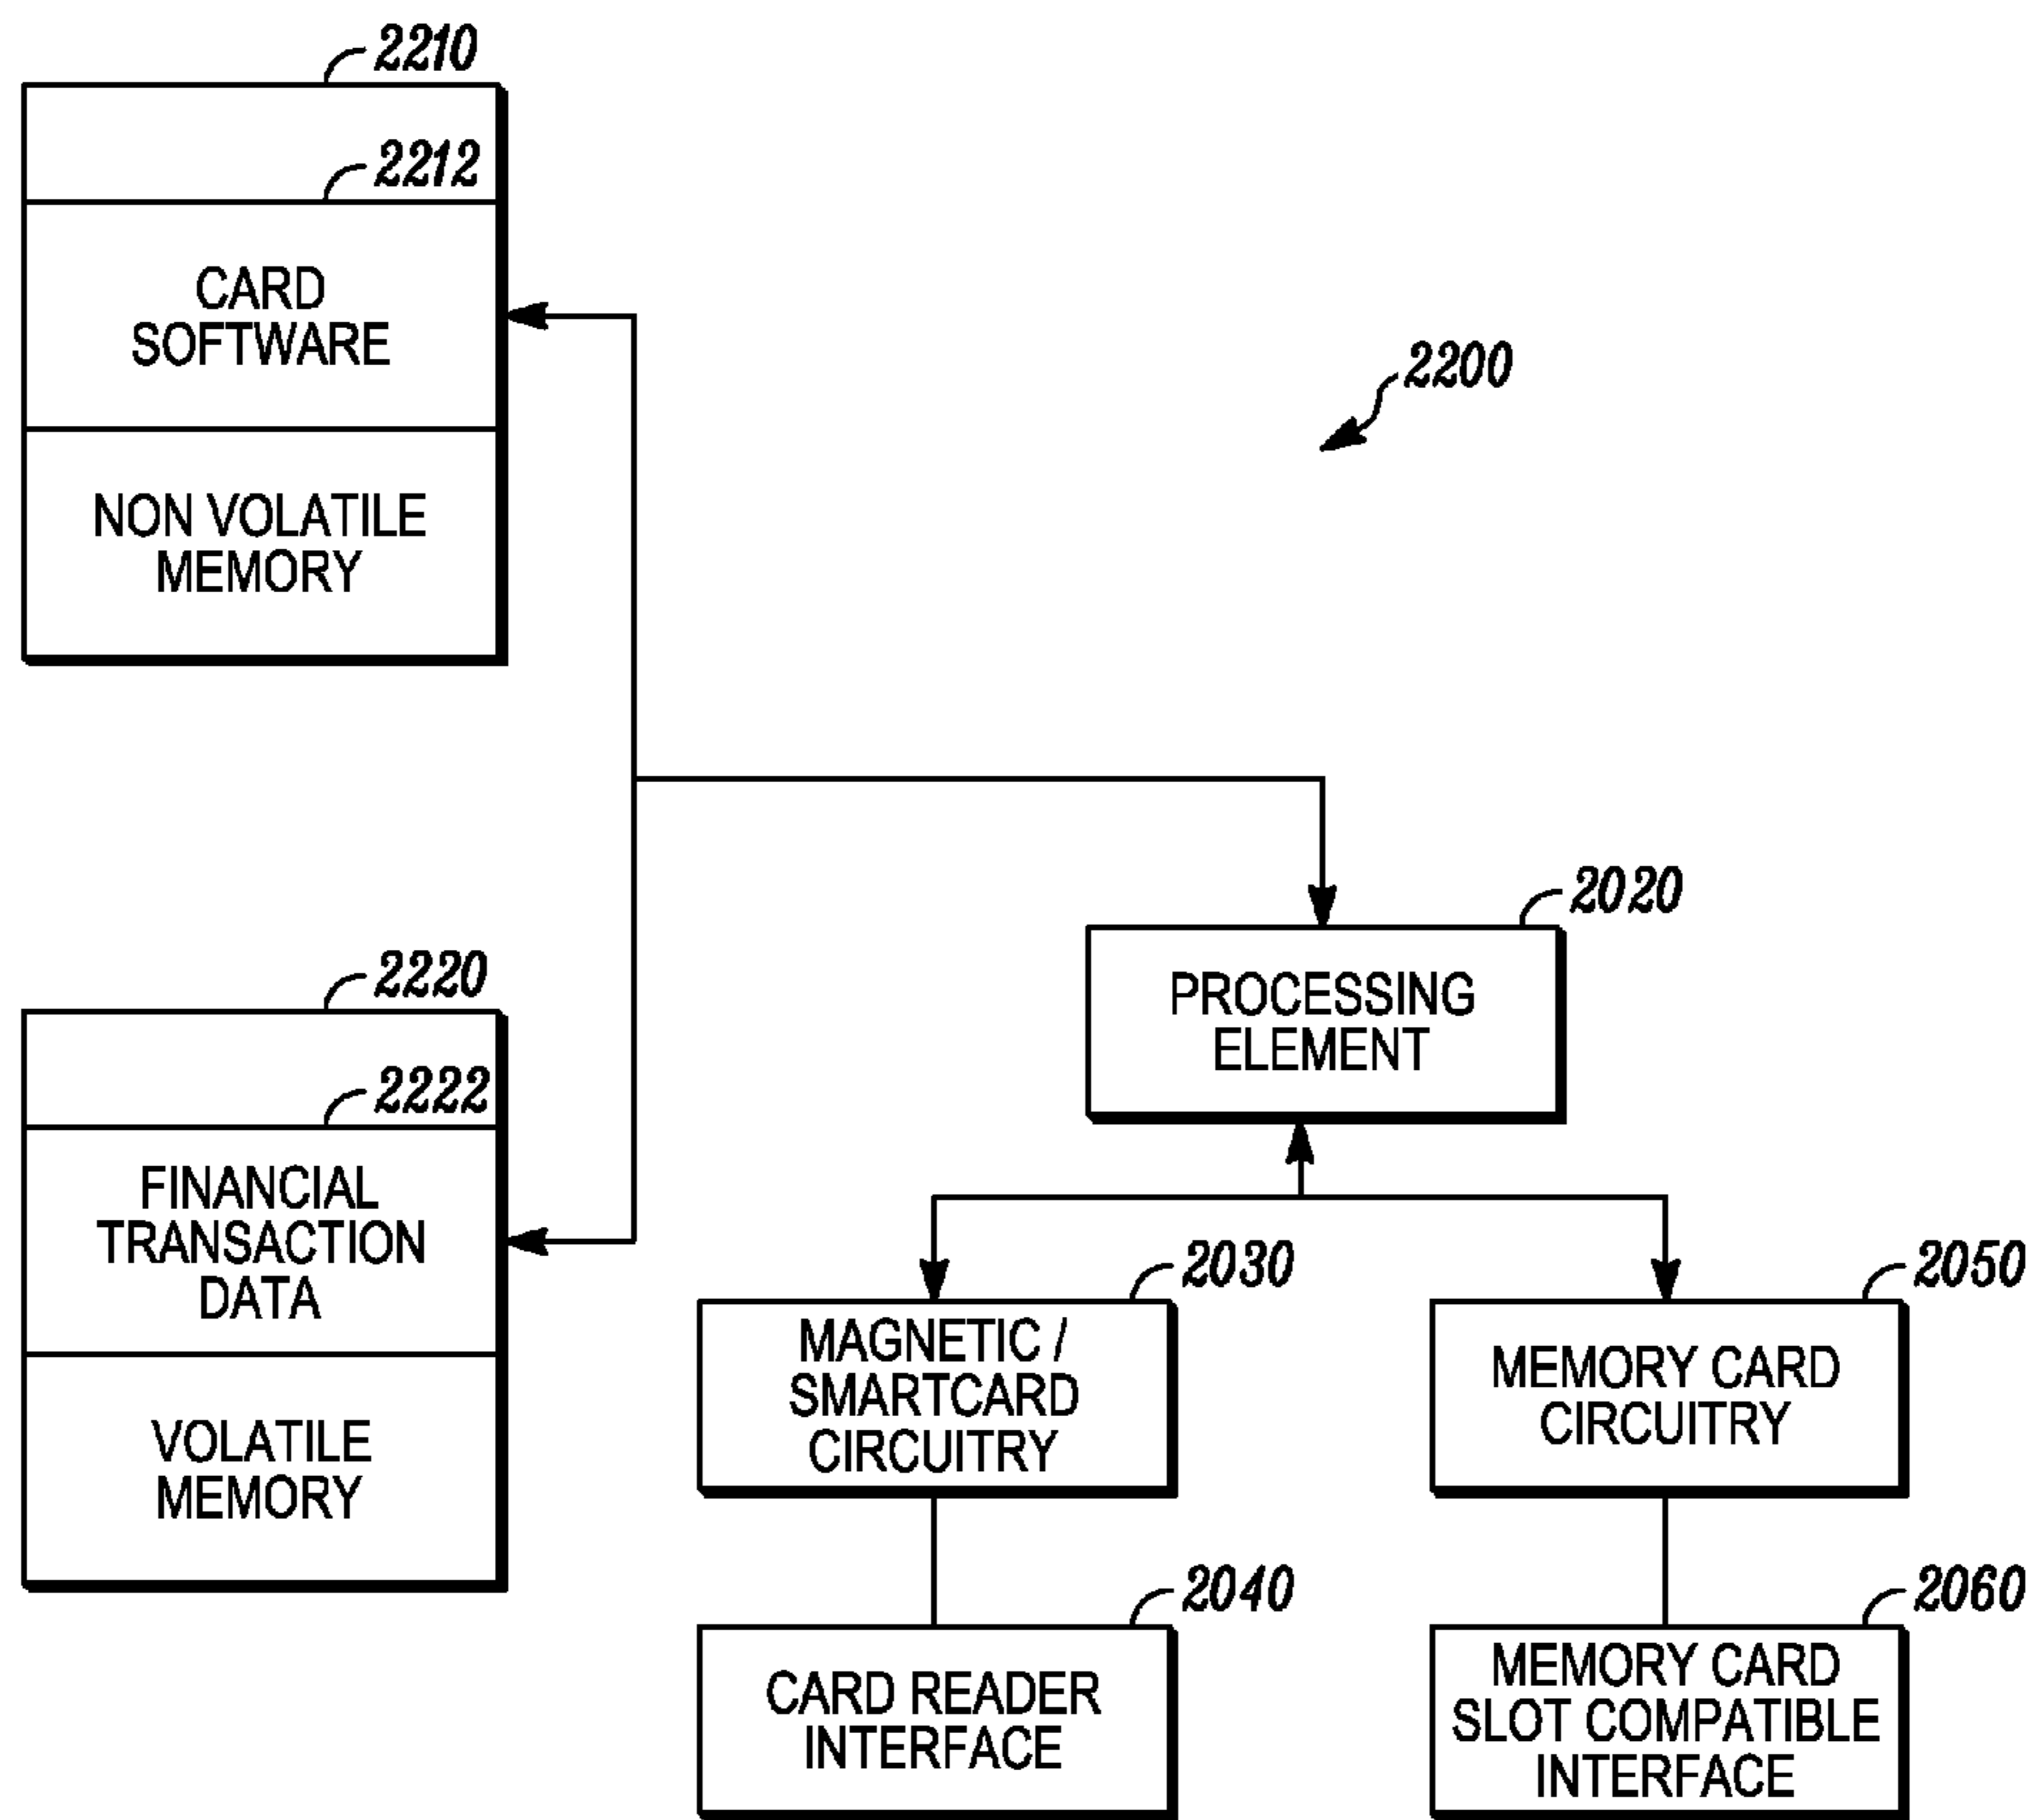 2210
2212
CARD
SOFTWARE
NON VOLATILE
MEMORY
2200
2220
2222
FINANCIAL
TRANSACTION
DATA
VOLATILE
MEMORY
2020
PROCESSING
ELEMENT
2030
MAGNETIC /
SMARTCARD
CIRCUITRY
2050
MEMORY CARD
CIRCUITRY
2040
CARD READER
INTERFACE
2060
MEMORY CARD
SLOT COMPATIBLE
INTERFACE